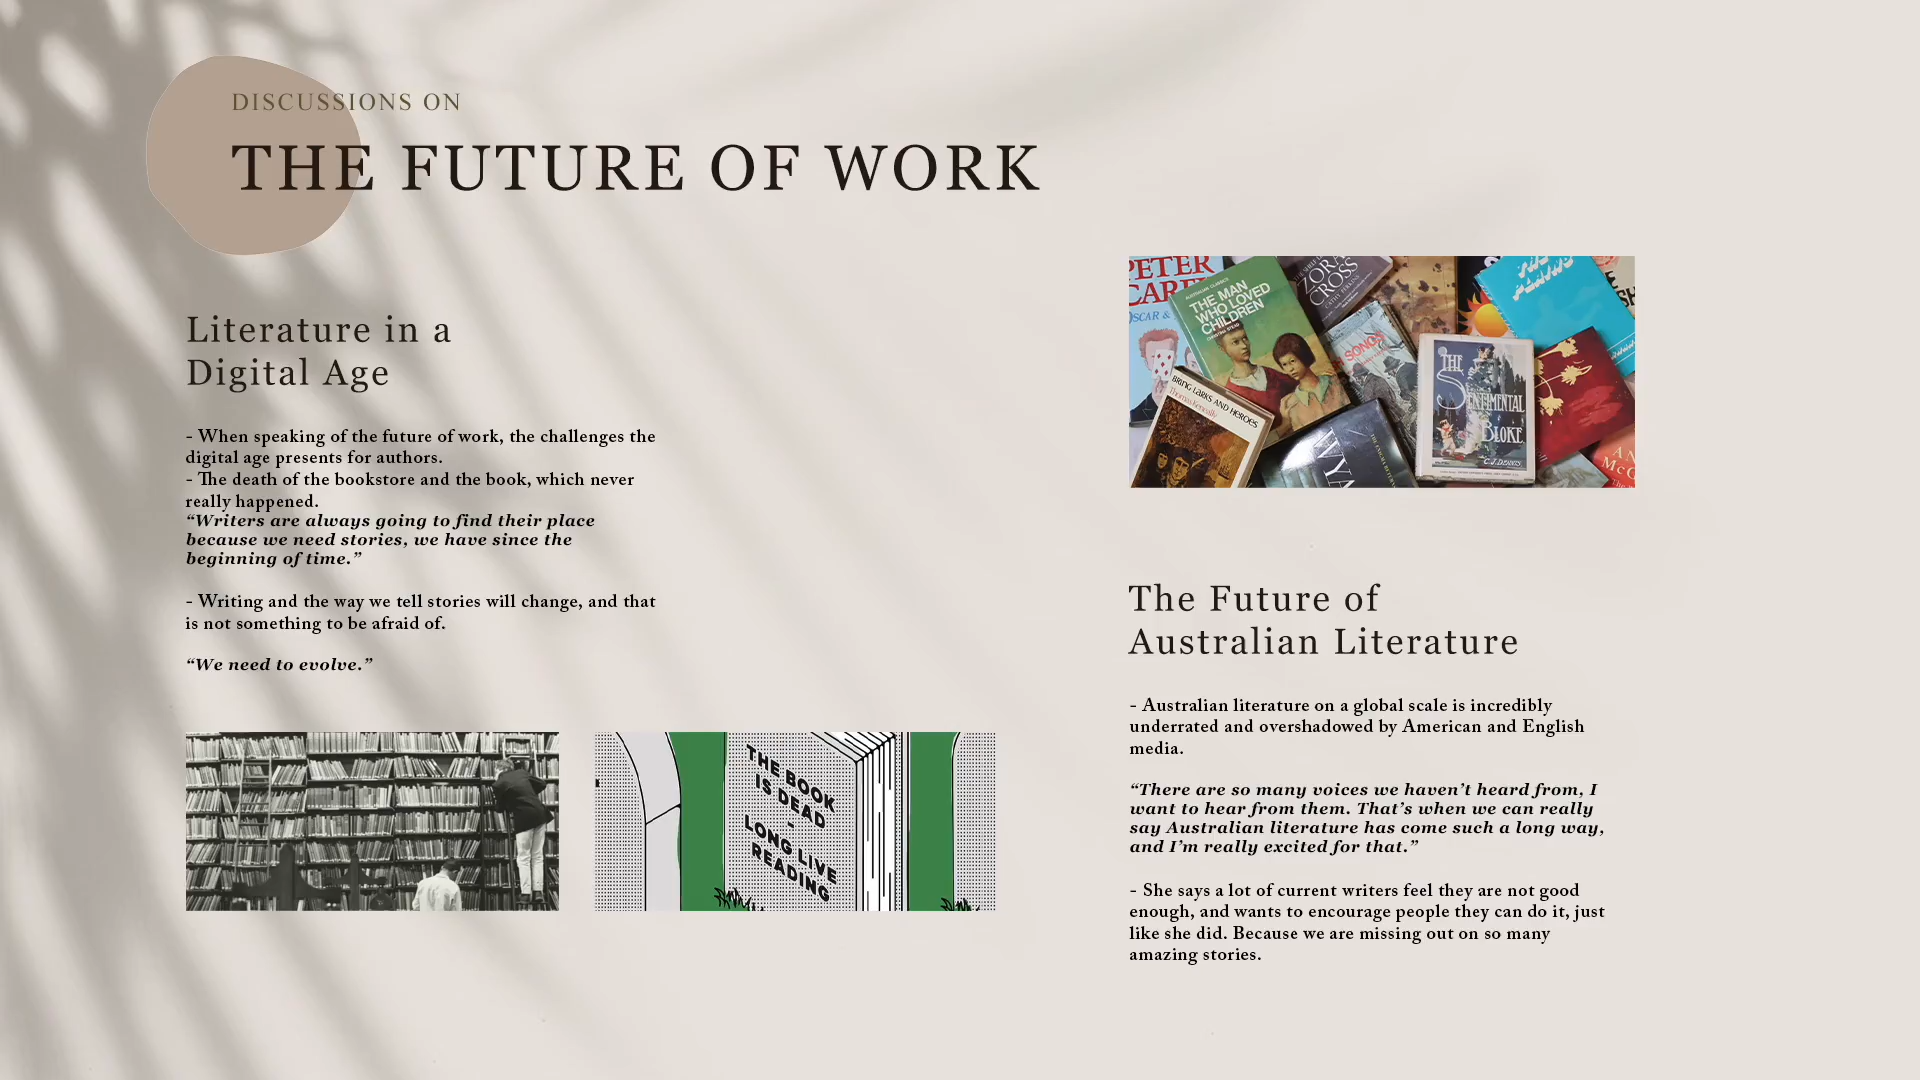 DISCUSSIONS ON
THE FUTURE OF WORK
Literature in a
Digital Age
- When speaking of the future of work, the challenges the
digital age presents for authors.
- The death of the bookstore and the book, which never
really happened.
“Writers are always going to find their place
because we need stories, we have since the
beginning of time.”
- Writing and the way we tell stories will change, and that
is not something to be afraid of.
“We need to evolve.”
THE BOOK
IS DEAD
-
LONG LIVE
READING
PETER
CAREY
OSCAR &
AUSTRALIAN CLASSICS
THE MAN
WHO LOVED
CHILDREN
CHRISTINA STEAD
ZORA
CROSS
CATHY PERKINS
SONGS
BRING LARKS AND HEROES
Thomas Keneally
THE
SENTIMENTAL
BLOKE
C.J.DENNIS
The Future of
Australian Literature
- Australian literature on a global scale is incredibly
underrated and overshadowed by American and English
media.
“There are so many voices we haven’t heard from, I
want to hear from them. That’s when we can really
say Australian literature has come such a long way,
and I’m really excited for that.”
- She says a lot of current writers feel they are not good
enough, and wants to encourage people they can do it, just
like she did. Because we are missing out on so many
amazing stories.